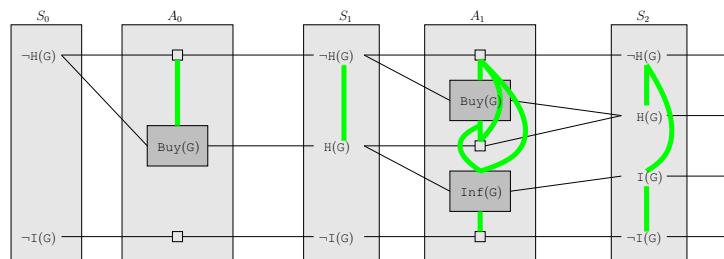 S₀ A₀ S₁ A₁ S₂
¬H(G) ¬H(G) ¬H(G)
Buy(G)
H(G)
Buy(G) H(G)
I(G)
Inf(G)
¬I(G) ¬I(G) ¬I(G)